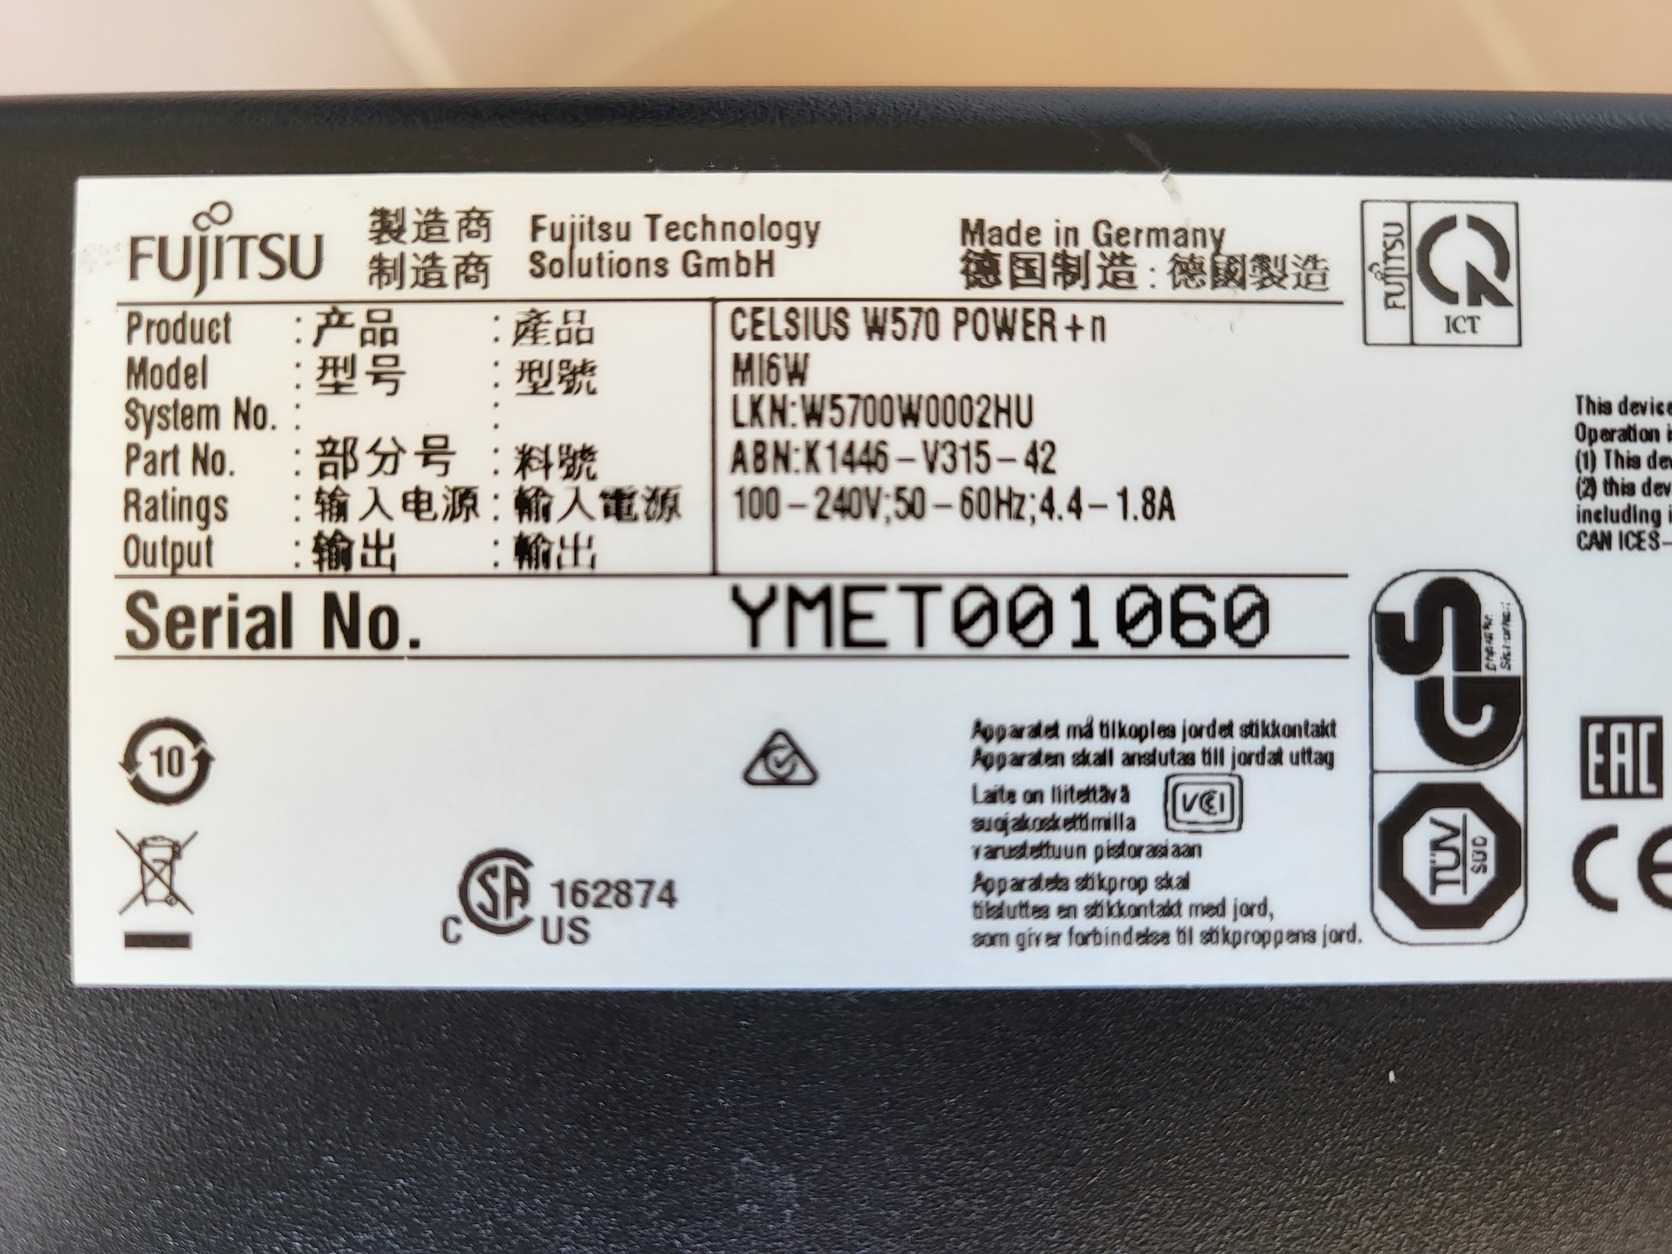 FUJITSU
製造商
制造商
Fujitsu Technology
Solutions GmbH
Made in Germany
德国制造 : 德國製造
FUJITSU
ICT
Product : 产品 : 產品 CELSIUS W570 POWER+n
Model : 型号 : 型號 MI6W
System No. : : LKN:W5700W0002HU
Part No. : 部分号 : 料號 ABN:K1446-V315-42
Ratings : 输入电源 : 輸入電源 100-240V;50-60Hz;4.4-1.8A
Output : 输出 : 輸出
Serial No. YMET001060
This device
Operation
(1) This
(2) this
including
CAN ICES-
10
C SA US 162874
Apparatet må tilkoples jordet stikkontakt
Apparaten skall anslutas till jordat uttag
Laite on liitettävä
suojakoskettimilla
varustettuun pistorasiaan
VCCI
Apparatets stikprop skal
tilsluttes en stikkontakt med jord,
som giver forbindelse til stikproppens jord.
GS
TÜV
SÜD
EAC
CE